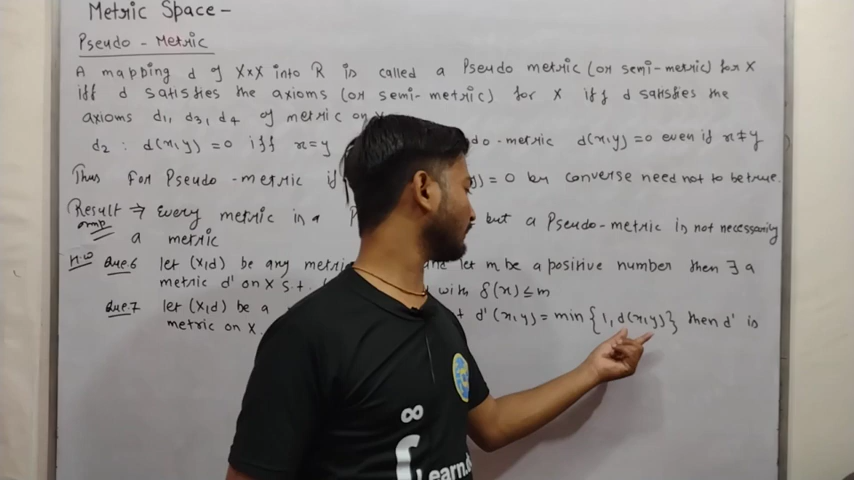 Metric Space -
Pseudo - Metric
A mapping d of X×X into R is called a Pseudo metric (or semi-metric) for X
iff d satisfies the axioms (or semi-metric) for X iff d satisfies the
axioms d₁, d₃, d₄ of metric on
d₂ : d(x,y) = 0 iff x=y do-metric d(x,y)=0 even if x≠y
Thus for Pseudo-metric if y) = 0 but converse need not to be true.
Result → Every metric is a P but a Pseudo-metric is not necessarily
a metric
H.W Que.6 let (X,d) be any metric and let m be a positive number then ∃ a
metric d' on X s.t. with δ(X) ≤ m
Que.7 let (X,d) be a t d'(x,y) = min {1, d(x,y)} then d' is
metric on X.
∞
Learn